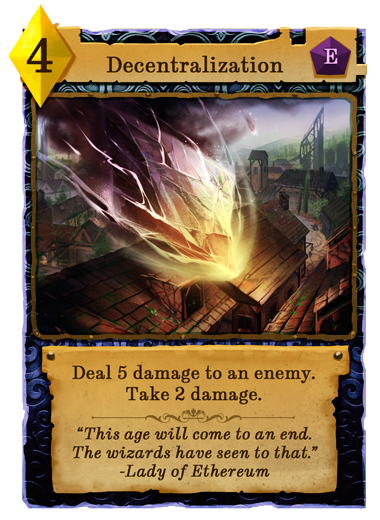 4
Decentralization
E
Deal 5 damage to an enemy.
Take 2 damage.
“This age will come to an end.
The wizards have seen to that.”
-Lady of Ethereum